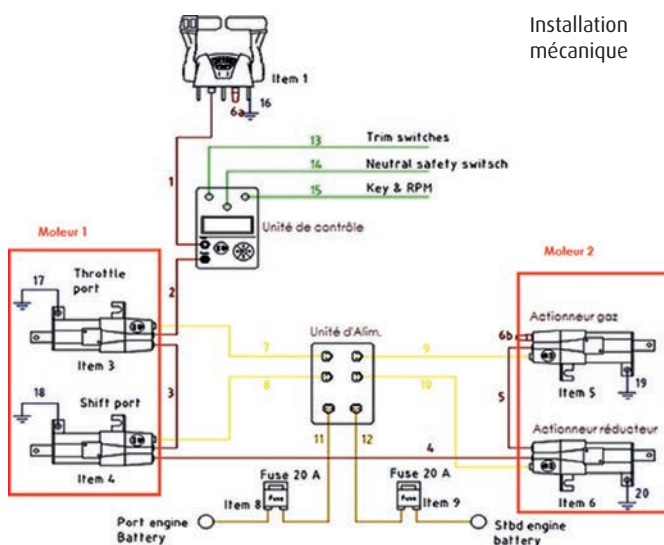 Installation
mécanique
Item 1
6a
16
13
Trim switches
14
Neutral safety switsch
15
Key & RPM
1
Unité de contrôle
Moteur 1
Moteur 2
2
17
Throttle
port
Item 3
Unité d'Alim.
7
8
9
10
6b
Actionneur gaz
19
Item 5
3
5
18
Shift port
Item 4
Actionneur réducteur
4
11
12
20
Item 6
Fuse 20 A
Fuse
Item 8
Fuse 20 A
Fuse
Item 9
Port engine
Battery
Stbd engine
battery